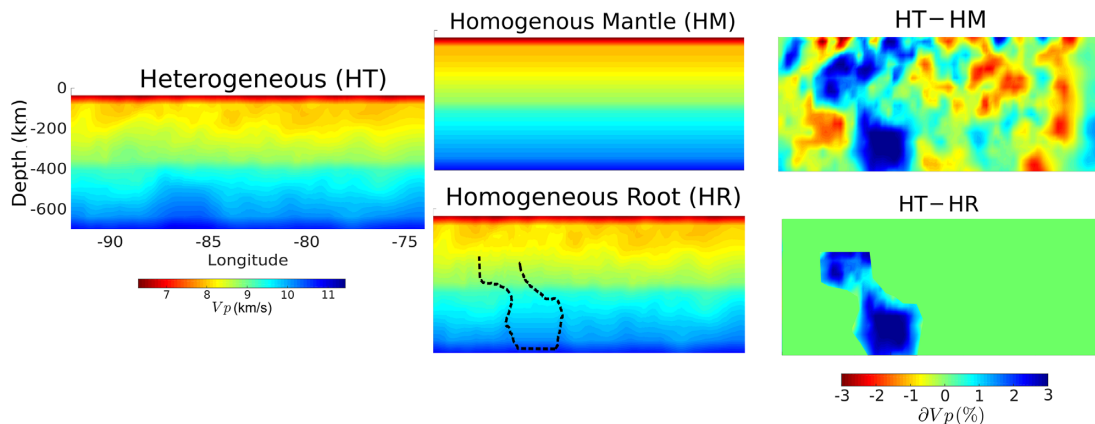 Heterogeneous (HT)
0
-200
-400
-600
Depth (km)
-90
-85
-80
-75
Longitude
7
8
9
10
11
Vp (km/s)
Homogenous Mantle (HM)
Homogeneous Root (HR)
HT−HM
HT−HR
-3
-2
-1
0
1
2
3
∂Vp(%)